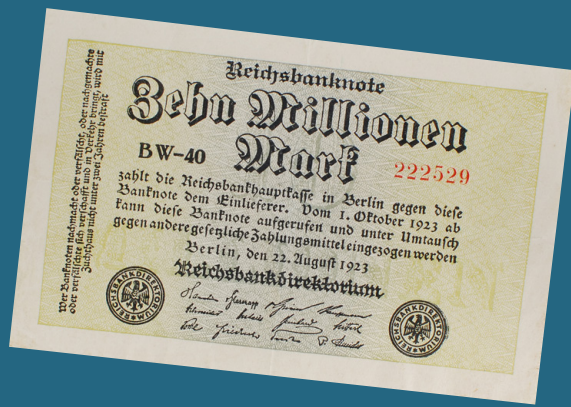 Reichsbanknote
Zehn Millionen
Mark
BW-40
222529
zahlt die Reichsbankhauptkasse in Berlin gegen diese
Banknote dem Einlieferer. Vom 1. Oktober 1923 ab
kann diese Banknote aufgerufen und unter Umtausch
gegen andere gesetzliche Zahlungsmittel eingezogen werden
Berlin, den 22. August 1923
Reichsbankdirektorium
REICHSBANKDIREKTORIUM
REICHSBANKDIREKTORIUM
Wer Banknoten nachmacht oder verfälscht, oder nachgemachte
oder verfälschte sich verschafft und in Verkehr bringt, wird mit
Zuchthaus nicht unter zwei Jahren bestraft